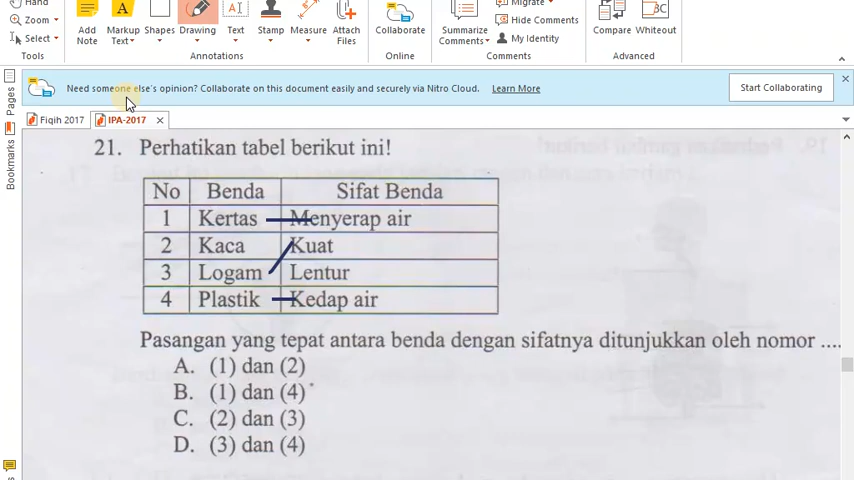 Hand
Migrate
Zoom
Hide Comments
Select
Add Note
Markup Text
Shapes
Drawing
Text
Stamp
Measure
Attach Files
Collaborate
Summarize Comments
My Identity
Compare
Whiteout
Tools
Annotations
Online
Comments
Advanced
Need someone else's opinion? Collaborate on this document easily and securely via Nitro Cloud. Learn More
Start Collaborating
Pages
Bookmarks
Fiqih 2017
IPA-2017
21. Perhatikan tabel berikut ini!
No Benda Sifat Benda
1 Kertas Menyerap air
2 Kaca Kuat
3 Logam Lentur
4 Plastik Kedap air
Pasangan yang tepat antara benda dengan sifatnya ditunjukkan oleh nomor ....
A. (1) dan (2)
B. (1) dan (4)
C. (2) dan (3)
D. (3) dan (4)